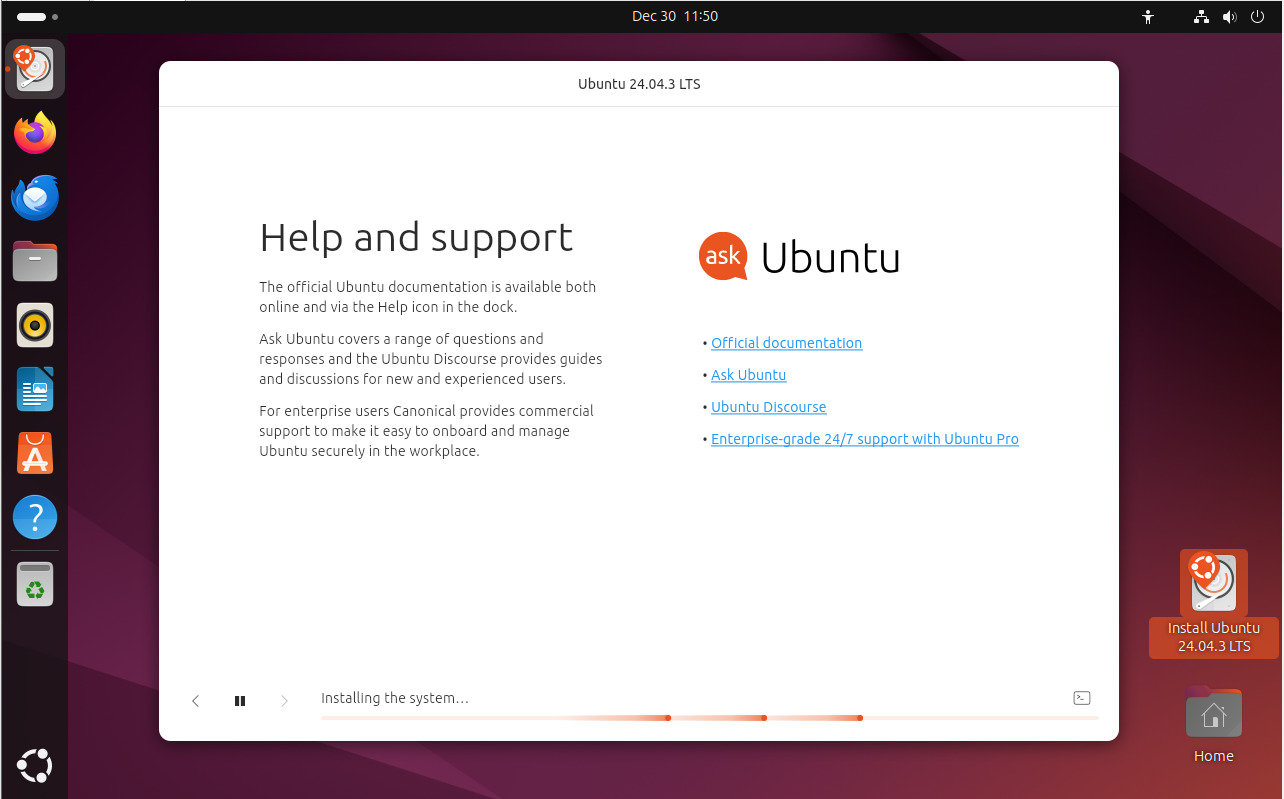 Dec 30 11:50
Ubuntu 24.04.3 LTS
Help and support
The official Ubuntu documentation is available both
online and via the Help icon in the dock.
Ask Ubuntu covers a range of questions and
responses and the Ubuntu Discourse provides guides
and discussions for new and experienced users.
For enterprise users Canonical provides commercial
support to make it easy to onboard and manage
Ubuntu securely in the workplace.
ask Ubuntu
• Official documentation
• Ask Ubuntu
• Ubuntu Discourse
• Enterprise-grade 24/7 support with Ubuntu Pro
Installing the system...
Install Ubuntu
24.04.3 LTS
Home